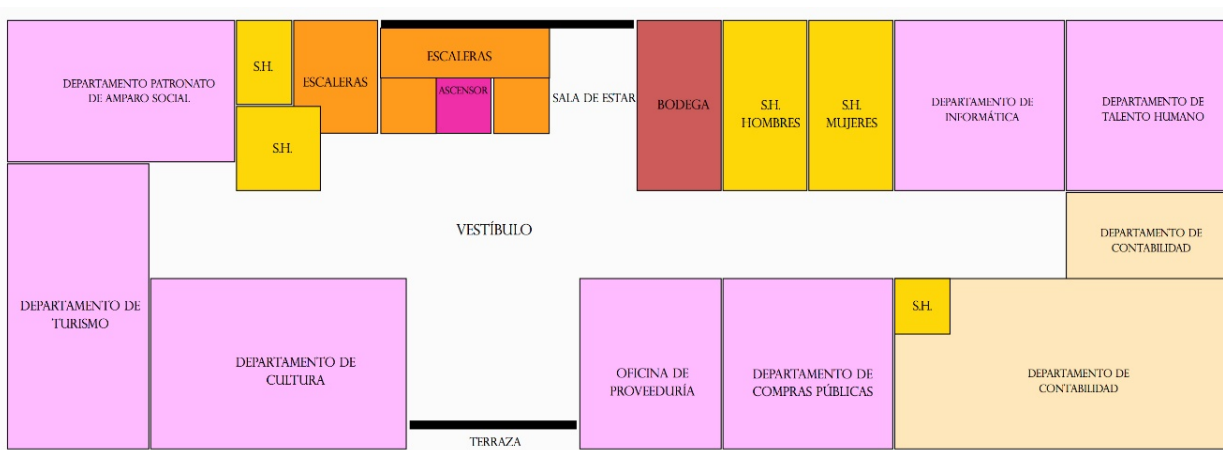 DEPARTAMENTO PATRONATO
DE AMPARO SOCIAL
S.H.
ESCALERAS
ESCALERAS
ASCENSOR
SALA DE ESTAR
BODEGA
S.H.
HOMBRES
S.H.
MUJERES
DEPARTAMENTO DE
INFORMÁTICA
DEPARTAMENTO DE
TALENTO HUMANO
S.H.
VESTÍBULO
DEPARTAMENTO DE
CONTABILIDAD
DEPARTAMENTO DE
TURISMO
DEPARTAMENTO DE
CULTURA
OFICINA DE
PROVEEDURÍA
DEPARTAMENTO DE
COMPRAS PÚBLICAS
S.H.
DEPARTAMENTO DE
CONTABILIDAD
TERRAZA